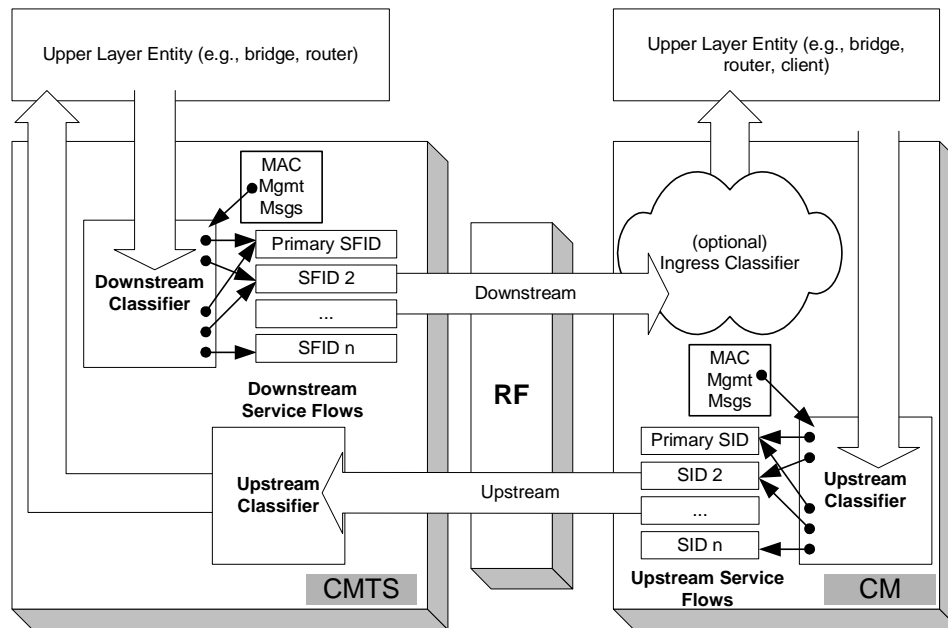 Upper Layer Entity (e.g., bridge, router)
Upper Layer Entity (e.g., bridge,
router, client)
MAC
Mgmt
Msgs
Primary SFID
SFID 2
...
SFID n
Downstream
Classifier
Downstream
Service Flows
Downstream
(optional)
Ingress Classifier
RF
MAC
Mgmt
Msgs
Primary SID
SID 2
...
SID n
Upstream
Classifier
Upstream
Classifier
Upstream
Upstream Service
Flows
CMTS
CM